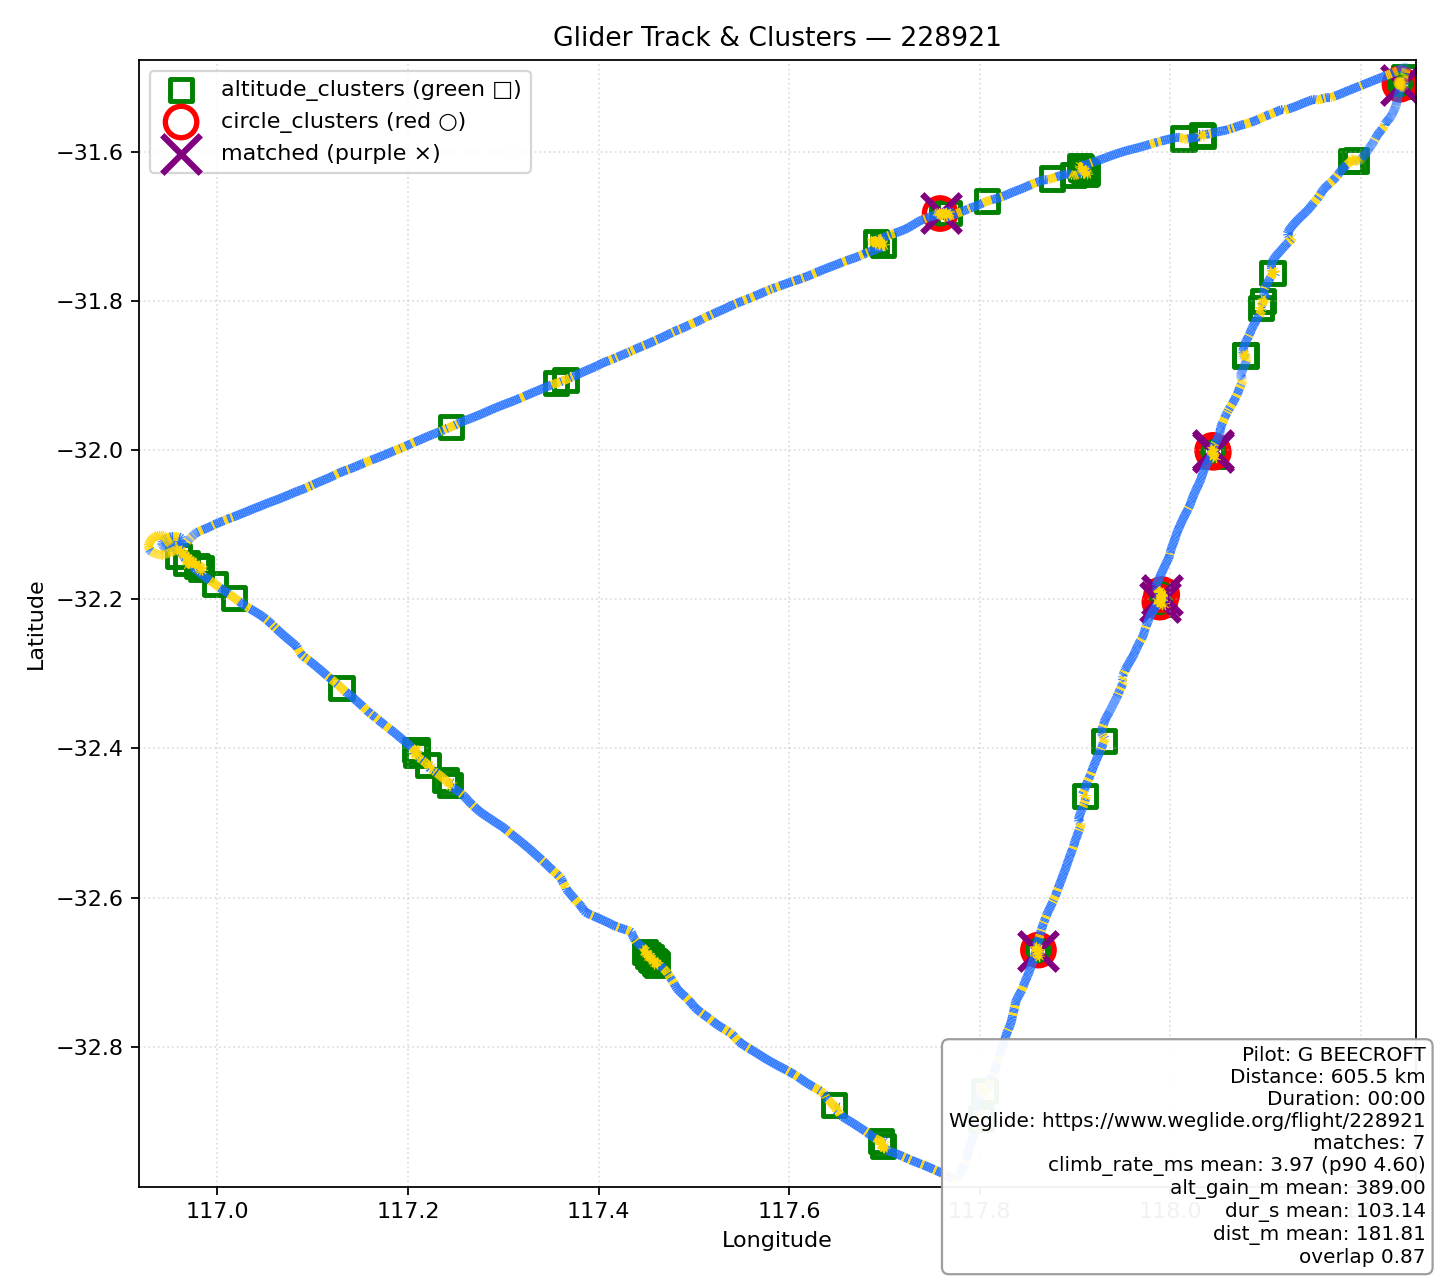 Glider Track & Clusters — 228921
altitude_clusters (green □)
circle_clusters (red ○)
matched (purple ×)
−31.6
−31.8
−32.0
−32.2
−32.4
−32.6
−32.8
Latitude
117.0
117.2
117.4
117.6
117.8
118.0
Longitude
Pilot: G BEECROFT
Distance: 605.5 km
Duration: 00:00
Weglide: https://www.weglide.org/flight/228921
matches: 7
climb_rate_ms mean: 3.97 (p90 4.60)
alt_gain_m mean: 389.00
dur_s mean: 103.14
dist_m mean: 181.81
overlap 0.87